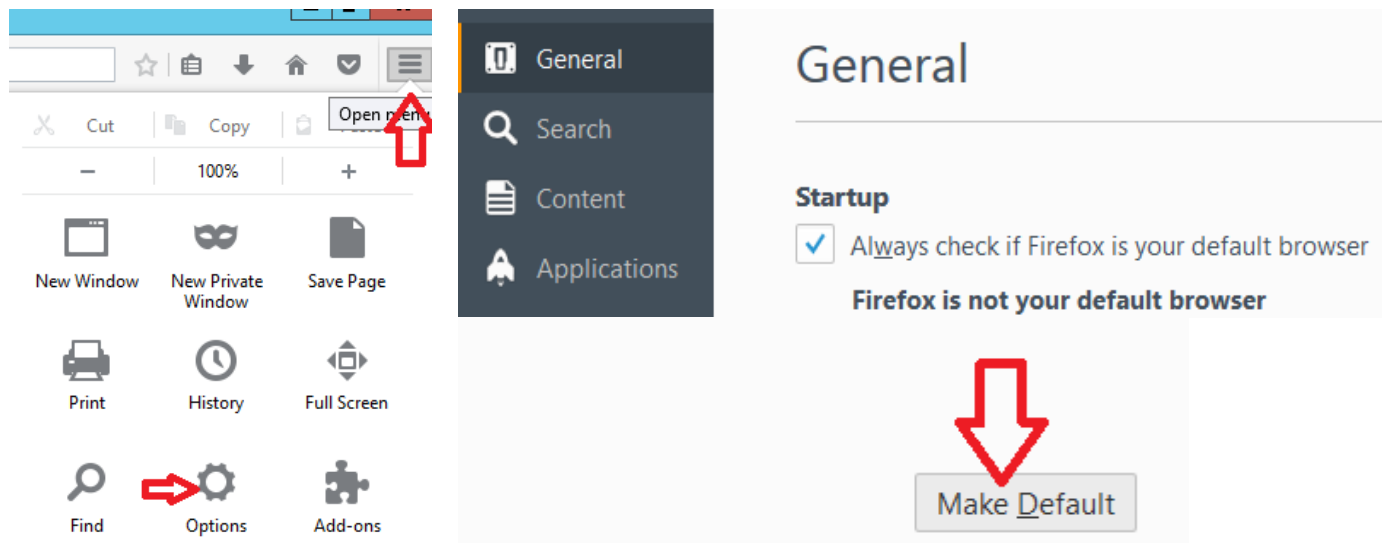 Open menu
Cut
Copy
100%
New Window
New Private
Window
Save Page
Print
History
Full Screen
Find
Options
Add-ons
General
Search
Content
Applications
General
Startup
Always check if Firefox is your default browser
Firefox is not your default browser
Make Default